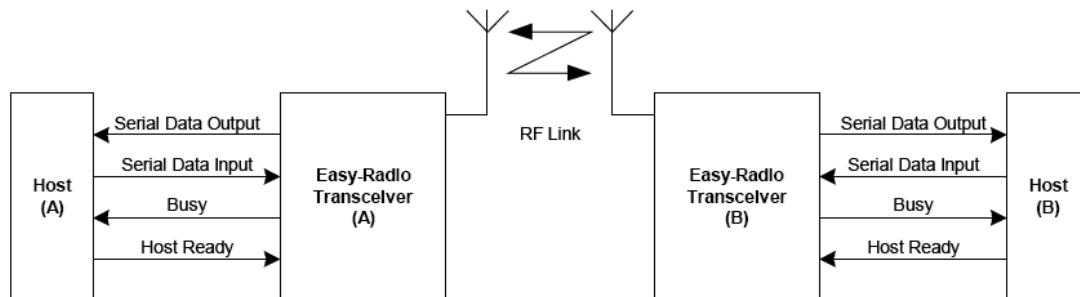 RF Link
Serial Data Output
Serial Data Input
Busy
Host Ready
Host
(A)
Easy-Radio
Transceiver
(A)
Easy-Radio
Transceiver
(B)
Serial Data Output
Serial Data Input
Busy
Host Ready
Host
(B)